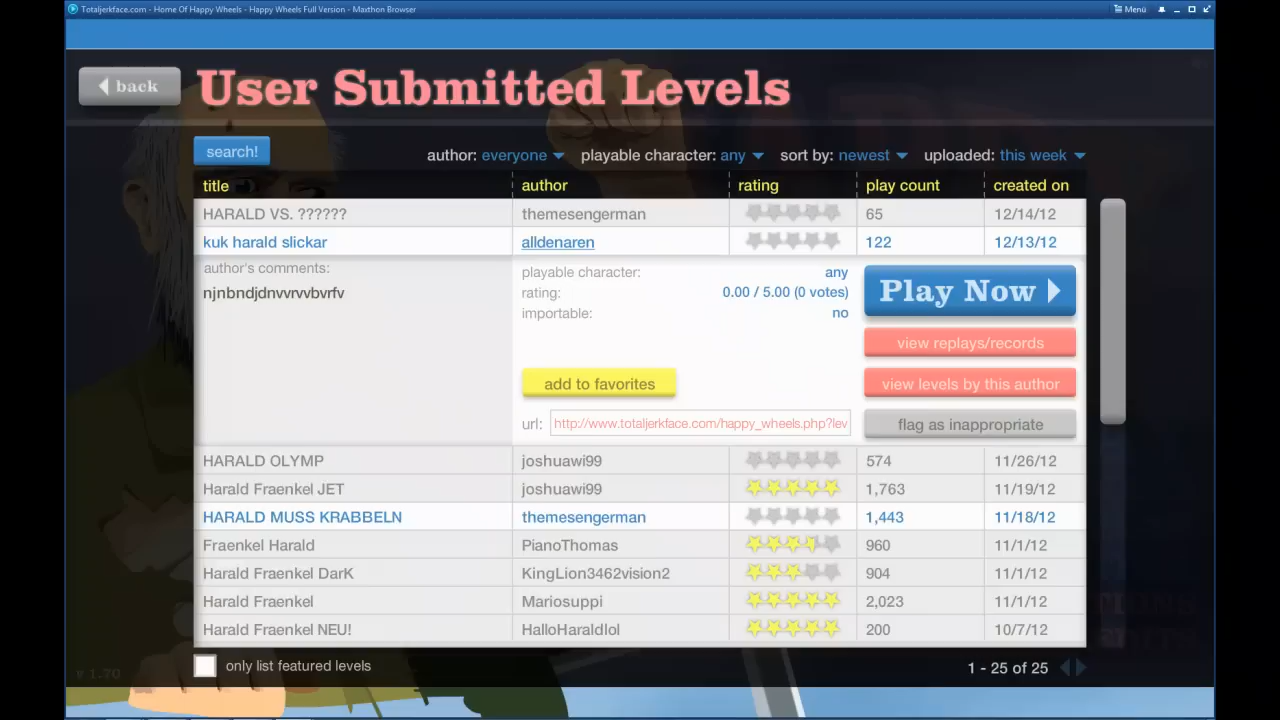 Totaljerkface.com - Home Of Happy Wheels - Happy Wheels Full Version - Maxthon Browser
Menü
back
User Submitted Levels
search!
author: everyone playable character: any sort by: newest uploaded: this week
title author rating play count created on
HARALD VS. ?????? themesengerman 65 12/14/12
kuk harald slickar alldenaren 122 12/13/12
author's comments:
njnbndjdnvvrvvbvrfv
playable character: any
rating: 0.00 / 5.00 (0 votes)
importable: no
Play Now
view replays/records
add to favorites
view levels by this author
url: http://www.totaljerkface.com/happy_wheels.php?lev
flag as inappropriate
HARALD OLYMP joshuawi99 574 11/26/12
Harald Fraenkel JET joshuawi99 1,763 11/19/12
HARALD MUSS KRABBELN themesengerman 1,443 11/18/12
Fraenkel Harald PianoThomas 960 11/1/12
Harald Fraenkel DarK KingLion3462vision2 904 11/1/12
Harald Fraenkel Mariosuppi 2,023 11/1/12
Harald Fraenkel NEU! HalloHaraldlol 200 10/7/12
only list featured levels
1 - 25 of 25
v 1.70